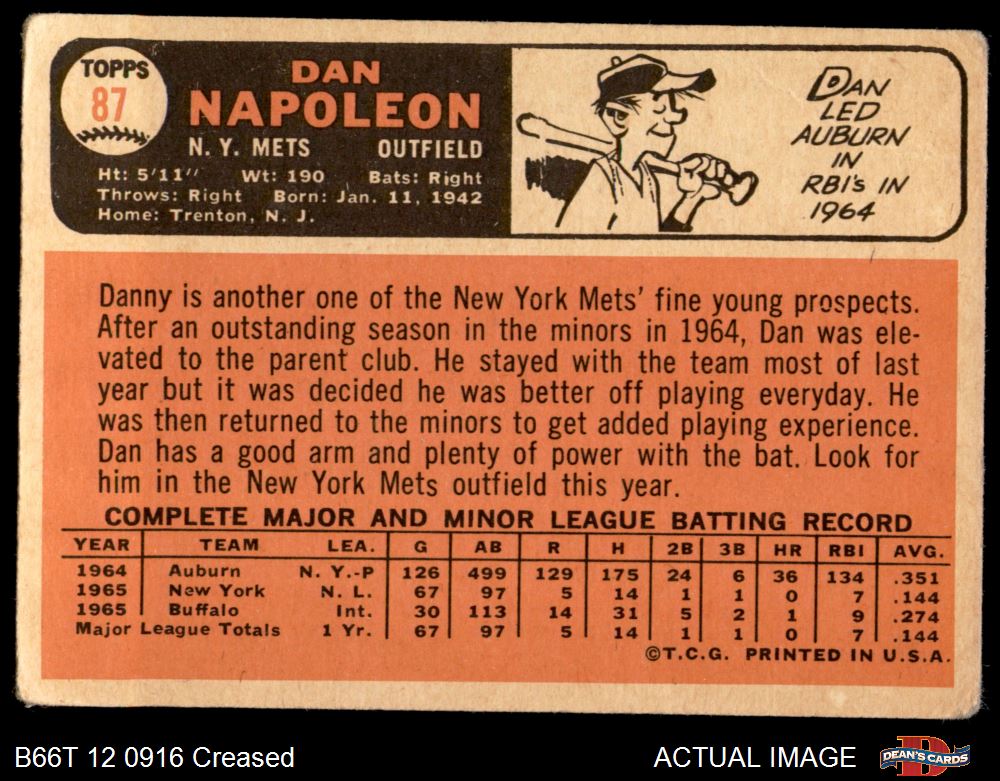 TOPPS
87
DAN
NAPOLEON
N. Y. METS OUTFIELD
Ht: 5'11" Wt: 190 Bats: Right
Throws: Right Born: Jan. 11, 1942
Home: Trenton, N. J.
DAN
LED
AUBURN
IN
RBI's IN
1964
Danny is another one of the New York Mets' fine young prospects.
After an outstanding season in the minors in 1964, Dan was ele-
vated to the parent club. He stayed with the team most of last
year but it was decided he was better off playing everyday. He
was then returned to the minors to get added playing experience.
Dan has a good arm and plenty of power with the bat. Look for
him in the New York Mets outfield this year.
COMPLETE MAJOR AND MINOR LEAGUE BATTING RECORD
YEAR TEAM LEA. G AB R H 2B 3B HR RBI AVG.
1964 Auburn N. Y.-P 126 499 129 175 24 6 36 134 .351
1965 New York N. L. 67 97 5 14 1 1 0 7 .144
1965 Buffalo Int. 30 113 14 31 5 2 1 9 .274
Major League Totals 1 Yr. 67 97 5 14 1 1 0 7 .144
©T.C.G. PRINTED IN U.S.A.
B66T 12 0916 Creased
ACTUAL IMAGE
DEAN'S CARDS